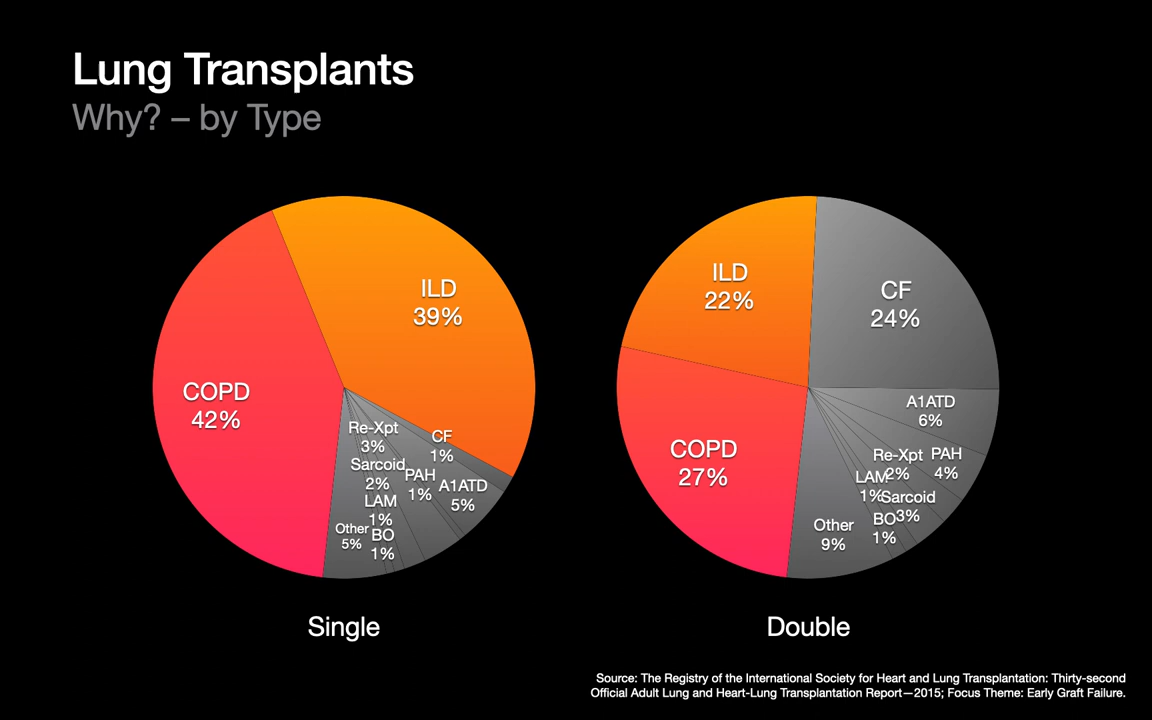 Lung Transplants
Why? – by Type
ILD
39%
COPD
42%
Re-Xpt
3%
CF
1%
Sarcoid
2%
PAH
1%
A1ATD
5%
LAM
1%
Other
5%
BO
1%
Single
ILD
22%
CF
24%
A1ATD
6%
COPD
27%
Re-Xpt
2%
PAH
4%
LAM
1%
Sarcoid
3%
BO
1%
Other
9%
Double
Source: The Registry of the International Society for Heart and Lung Transplantation: Thirty-second
Official Adult Lung and Heart-Lung Transplantation Report—2015; Focus Theme: Early Graft Failure.